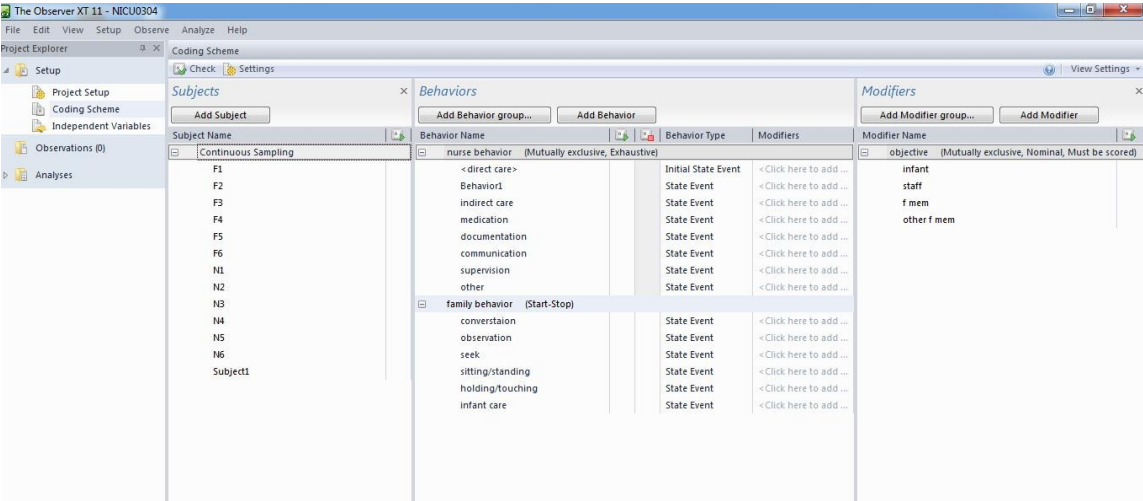 The Observer XT 11 - NICU0304
File Edit View Setup Observe Analyze Help
Project Explorer
Setup
Project Setup
Coding Scheme
Independent Variables
Observations (0)
Analyses
Coding Scheme
Check Settings View Settings
Subjects
Add Subject
Subject Name
Continuous Sampling
F1
F2
F3
F4
F5
F6
N1
N2
N3
N4
N5
N6
Subject1
Behaviors
Add Behavior group... Add Behavior
Behavior Name Behavior Type Modifiers
nurse behavior (Mutually exclusive, Exhaustive)
<direct care> Initial State Event <Click here to add ...
Behavior1 State Event <Click here to add ...
indirect care State Event <Click here to add ...
medication State Event <Click here to add ...
documentation State Event <Click here to add ...
communication State Event <Click here to add ...
supervision State Event <Click here to add ...
other State Event <Click here to add ...
family behavior (Start-Stop)
converstaion State Event <Click here to add ...
observation State Event <Click here to add ...
seek State Event <Click here to add ...
sitting/standing State Event <Click here to add ...
holding/touching State Event <Click here to add ...
infant care State Event <Click here to add ...
Modifiers
Add Modifier group... Add Modifier
Modifier Name
objective (Mutually exclusive, Nominal, Must be scored)
infant
staff
f mem
other f mem